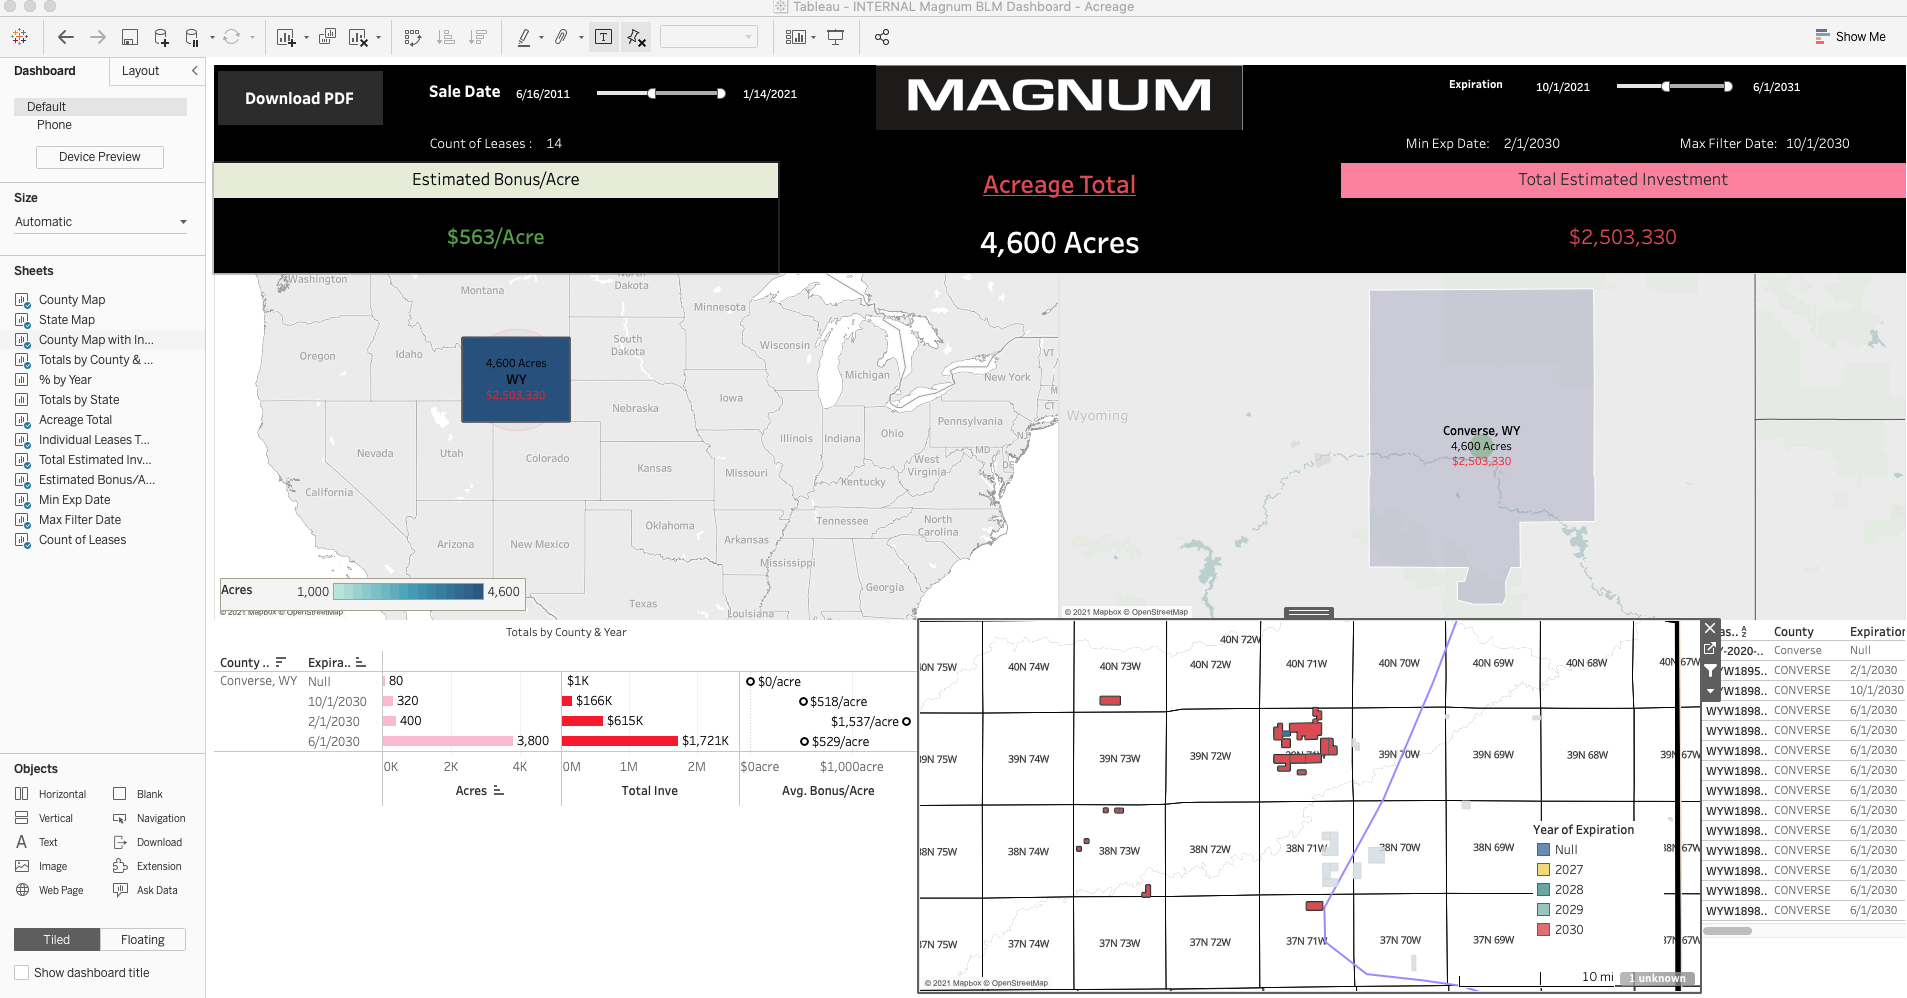 Tableau - INTERNAL Magnum BLM Dashboard - Acreage
Show Me
Dashboard
Layout
Default
Phone
Device Preview
Size
Automatic
Sheets
County Map
State Map
County Map with In...
Totals by County & ...
% by Year
Totals by State
Acreage Total
Individual Leases T...
Total Estimated Inv...
Estimated Bonus/A...
Min Exp Date
Max Filter Date
Count of Leases
Objects
Horizontal
Blank
Vertical
Navigation
Text
Download
Image
Extension
Web Page
Ask Data
Tiled
Floating
Show dashboard title
Download PDF
Sale Date
6/16/2011
1/14/2021
Count of Leases : 14
MAGNUM
Expiration
10/1/2021
6/1/2031
Min Exp Date: 2/1/2030
Max Filter Date: 10/1/2030
Estimated Bonus/Acre
$563/Acre
Acreage Total
4,600 Acres
Total Estimated Investment
$2,503,330
Washington
Montana
North Dakota
Minnesota
Oregon
Idaho
South Dakota
Wisconsin
Michigan
VT
New York
M
CT
4,600 Acres
WY
$2,503,330
Nebraska
Iowa
Pennsylvania
NJ
Illinois
Indiana
Ohio
MD
DE
Nevada
Utah
Colorado
Kansas
Missouri
West Virginia
Kentucky
California
Arizona
New Mexico
Oklahoma
Arkansas
Tennessee
North Carolina
Mississippi
Georgia
Texas
Louisiana
Acres
1,000
4,600
© 2021 Mapbox © OpenStreetMap
Wyoming
Converse, WY
4,600 Acres
$2,503,330
© 2021 Mapbox © OpenStreetMap
Totals by County & Year
County ..
Expira..
Converse, WY
Null 80 $1K $0/acre
10/1/2030 320 $166K $518/acre
2/1/2030 400 $615K $1,537/acre
6/1/2030 3,800 $1,721K $529/acre
0K 2K 4K 0M 1M 2M $0acre $1,000acre
Acres
Total Inve
Avg. Bonus/Acre
40N 72W
40N 75W 40N 74W 40N 73W 40N 72W 40N 71W 40N 70W 40N 69W 40N 68W 40N 67W
39N 75W 39N 74W 39N 73W 39N 72W 39N 71W 39N 70W 39N 69W 39N 68W 39N 67W
38N 75W 38N 74W 38N 73W 38N 72W 38N 71W 38N 70W 38N 69W 38N 67W
37N 75W 37N 74W 37N 73W 37N 72W 37N 71W 37N 70W 37N 69W 37N 67W
Year of Expiration
Null
2027
2028
2029
2030
10 mi
1 unknown
© 2021 Mapbox © OpenStreetMap
as.. County Expiration
Y-2020-.. Converse Null
WYW1895.. CONVERSE 2/1/2030
WYW1898.. CONVERSE 10/1/2030
WYW1898.. CONVERSE 6/1/2030
WYW1898.. CONVERSE 6/1/2030
WYW1898.. CONVERSE 6/1/2030
WYW1898.. CONVERSE 6/1/2030
WYW1898.. CONVERSE 6/1/2030
WYW1898.. CONVERSE 6/1/2030
WYW1898.. CONVERSE 6/1/2030
WYW1898.. CONVERSE 6/1/2030
WYW1898.. CONVERSE 6/1/2030
WYW1898.. CONVERSE 6/1/2030
WYW1898.. CONVERSE 6/1/2030